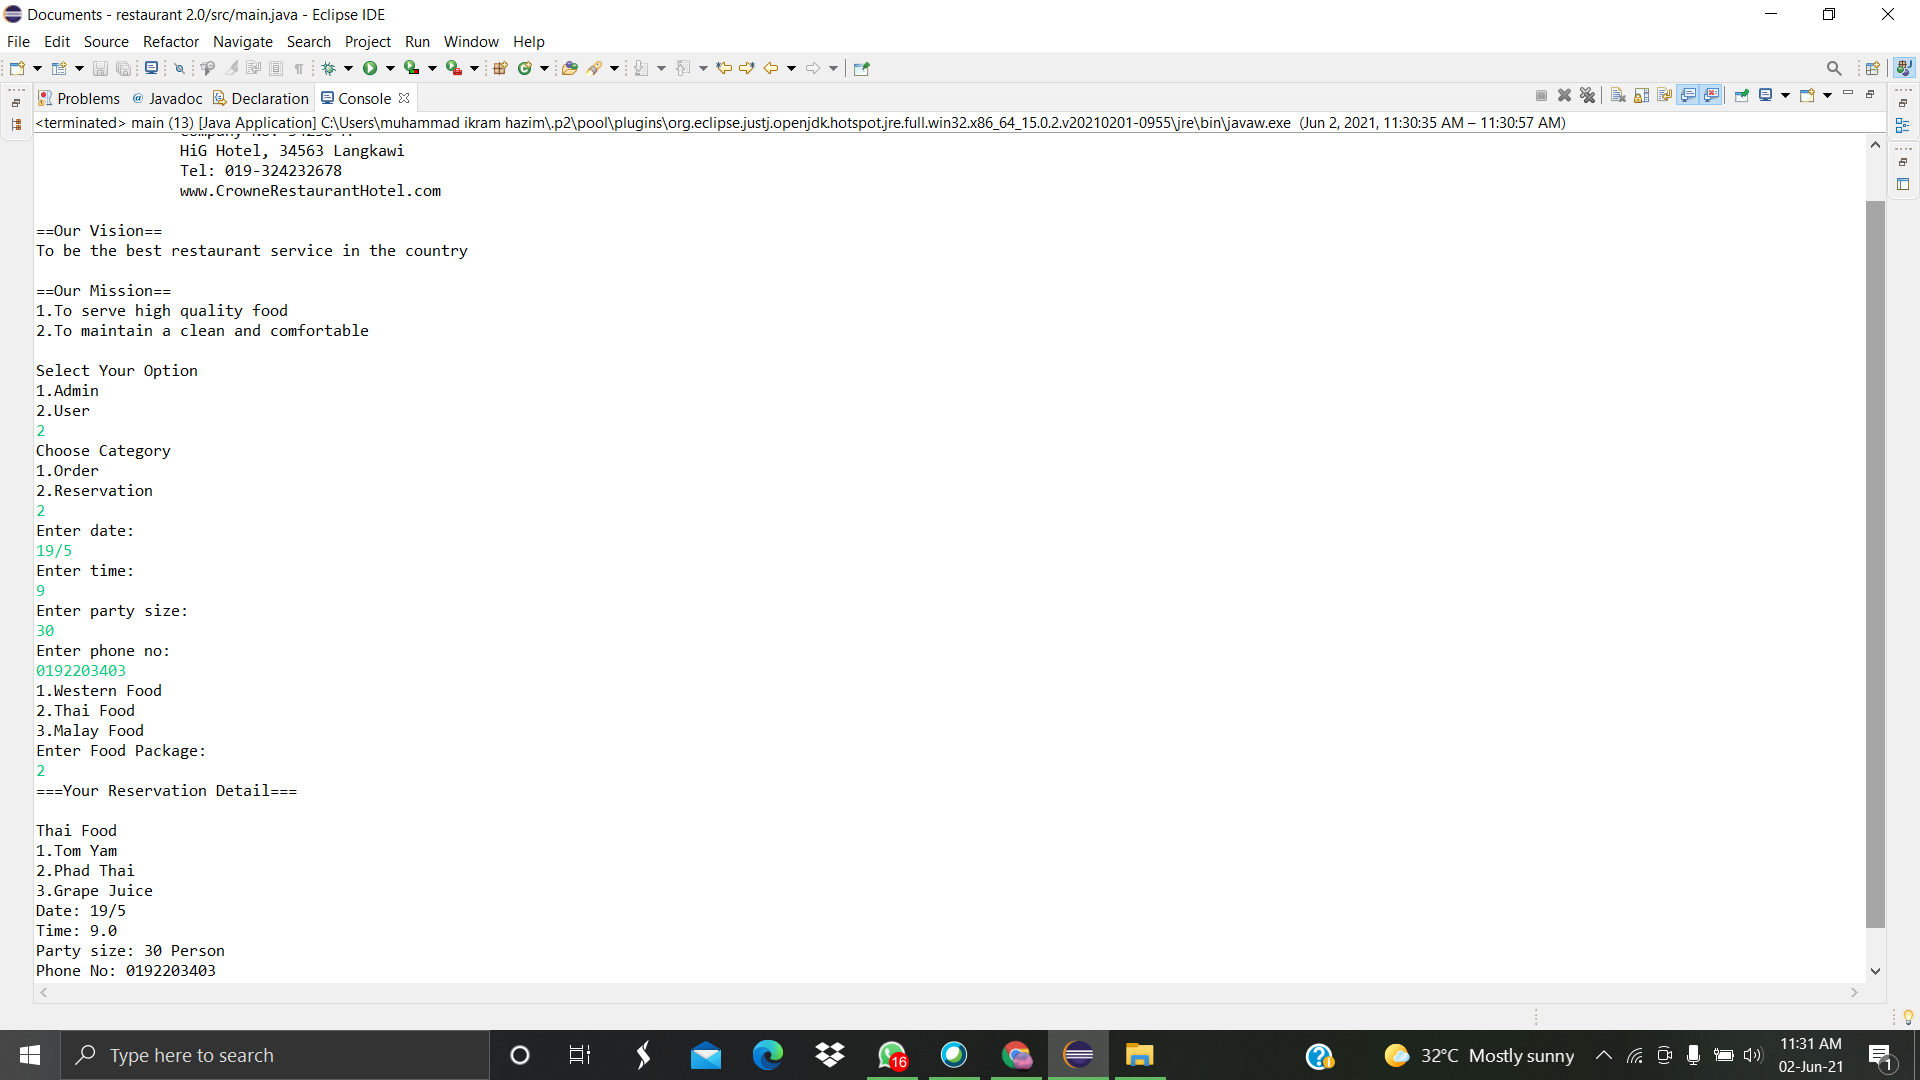 Documents - restaurant 2.0/src/main.java - Eclipse IDE
File Edit Source Refactor Navigate Search Project Run Window Help
Problems @ Javadoc Declaration Console
<terminated> main (13) [Java Application] C:\Users\muhammad ikram hazim\.p2\pool\plugins\org.eclipse.justj.openjdk.hotspot.jre.full.win32.x86_64_15.0.2.v20210201-0955\jre\bin\javaw.exe (Jun 2, 2021, 11:30:35 AM – 11:30:57 AM)
HiG Hotel, 34563 Langkawi
Tel: 019-324232678
www.CrowneRestaurantHotel.com
==Our Vision==
To be the best restaurant service in the country
==Our Mission==
1.To serve high quality food
2.To maintain a clean and comfortable
Select Your Option
1.Admin
2.User
2
Choose Category
1.Order
2.Reservation
2
Enter date:
19/5
Enter time:
9
Enter party size:
30
Enter phone no:
0192203403
1.Western Food
2.Thai Food
3.Malay Food
Enter Food Package:
2
===Your Reservation Detail===
Thai Food
1.Tom Yam
2.Phad Thai
3.Grape Juice
Date: 19/5
Time: 9.0
Party size: 30 Person
Phone No: 0192203403
Type here to search
16
32°C Mostly sunny
11:31 AM
02-Jun-21
1